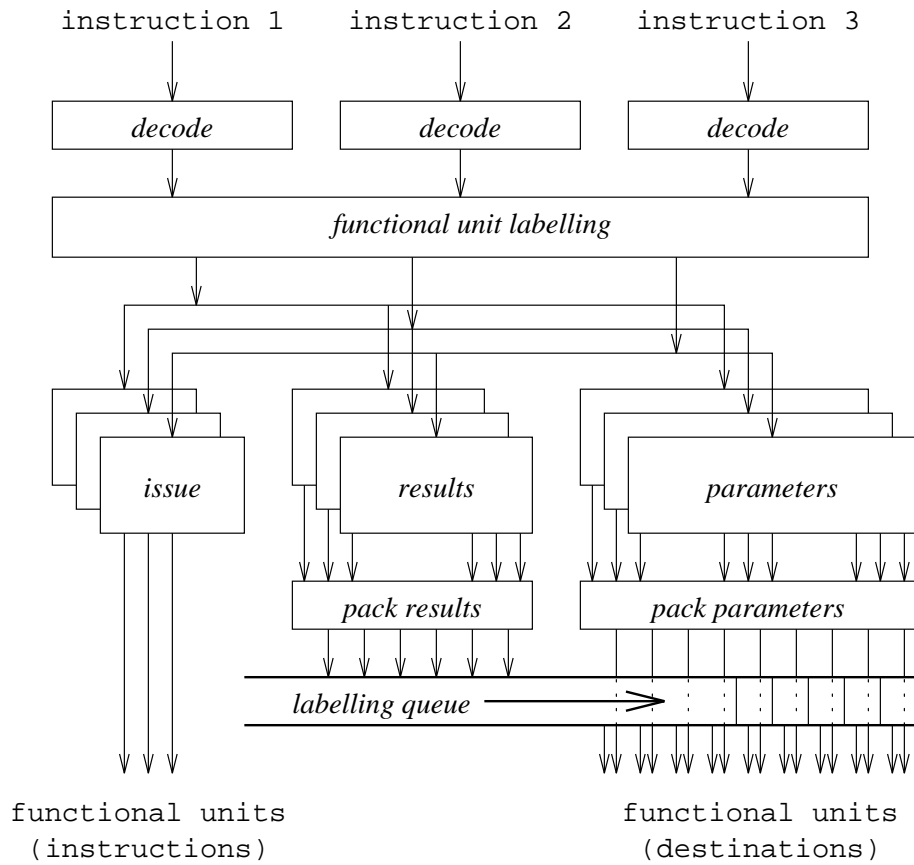 instruction 1
instruction 2
instruction 3
decode
decode
decode
functional unit labelling
issue
results
parameters
pack results
pack parameters
labelling queue
functional units
(instructions)
functional units
(destinations)